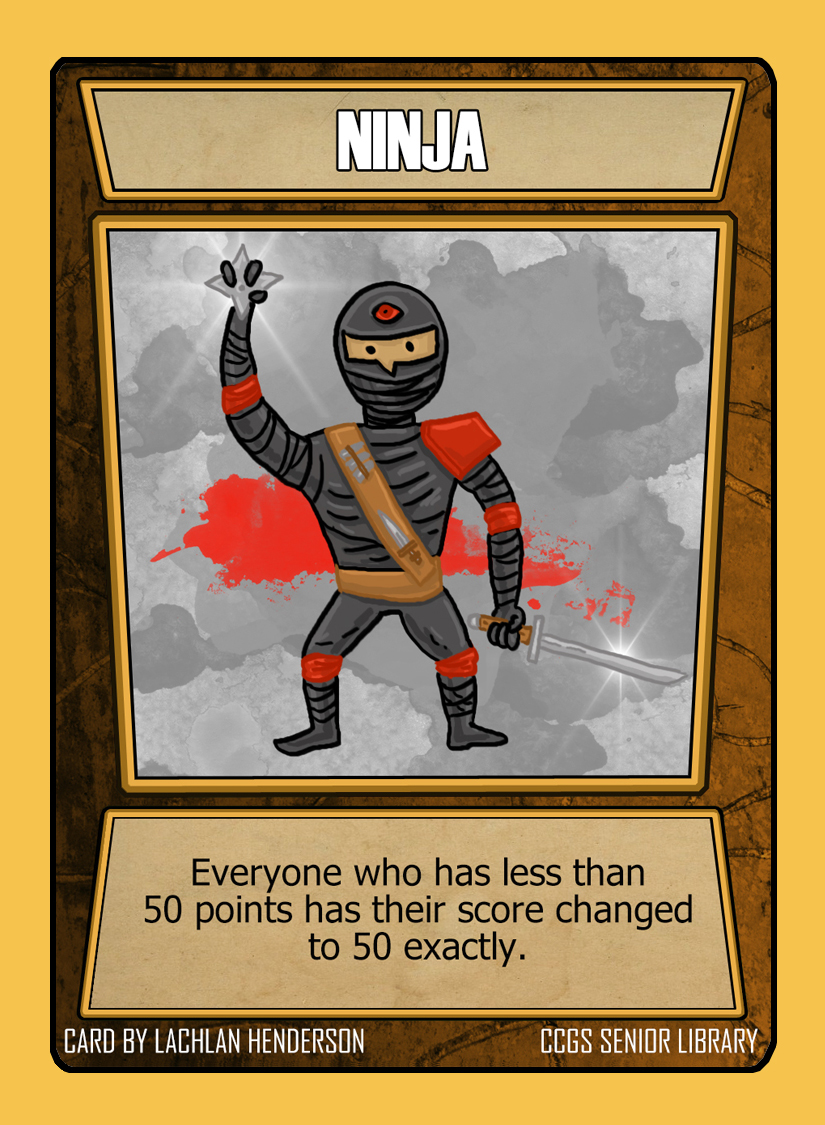 NINJA
Everyone who has less than
50 points has their score changed
to 50 exactly.
CARD BY LACHLAN HENDERSON
CCGS SENIOR LIBRARY